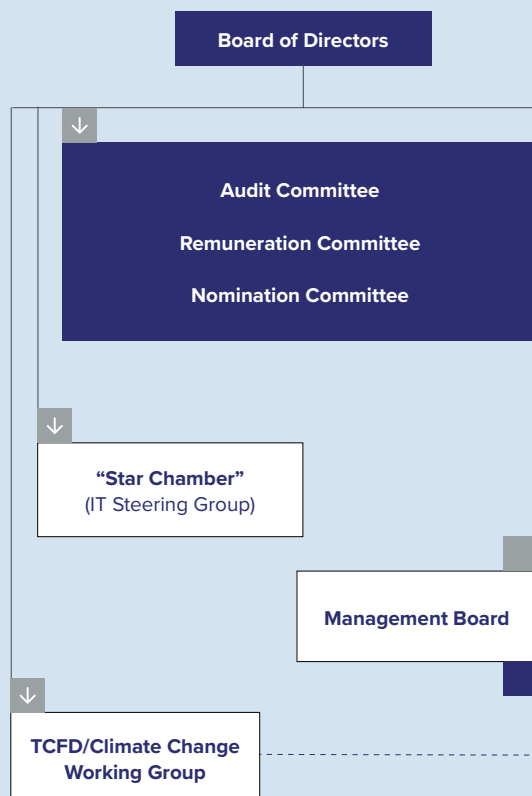 Board of Directors
Audit Committee
Remuneration Committee
Nomination Committee
“Star Chamber”
(IT Steering Group)
Management Board
TCFD/Climate Change
Working Group